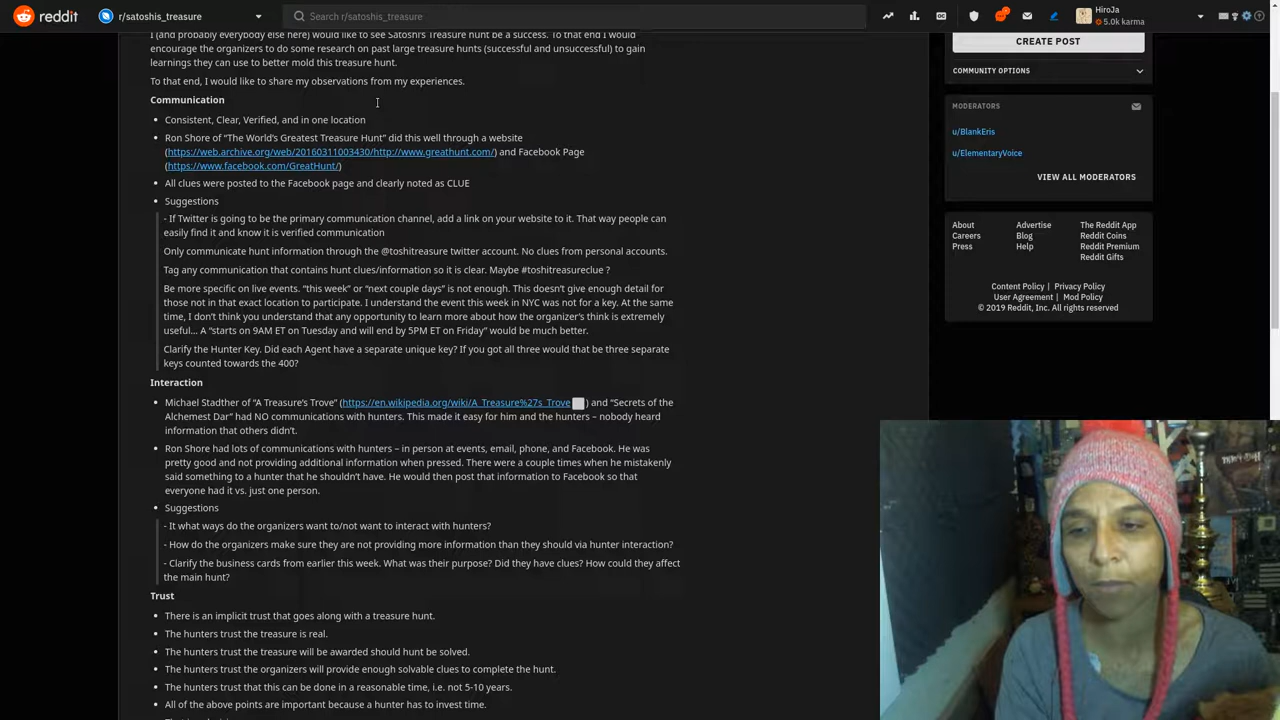 reddit
r/satoshis_treasure
Search r/satoshis_treasure
HiroJa
5.0k karma
I (and probably everybody else here) would like to see Satoshi's Treasure hunt be a success. To that end I would
encourage the organizers to do some research on past large treasure hunts (successful and unsuccessful) to gain
learnings they can use to better mold this treasure hunt.
To that end, I would like to share my observations from my experiences.
Communication
• Consistent, Clear, Verified, and in one location
• Ron Shore of "The World's Greatest Treasure Hunt" did this well through a website
(https://web.archive.org/web/20160311003430/http://www.greathunt.com/) and Facebook Page
(https://www.facebook.com/GreatHunt/)
• All clues were posted to the Facebook page and clearly noted as CLUE
• Suggestions
- If Twitter is going to be the primary communication channel, add a link on your website to it. That way people can
easily find it and know it is verified communication
Only communicate hunt information through the @toshitreasure twitter account. No clues from personal accounts.
Tag any communication that contains hunt clues/information so it is clear. Maybe #toshitreasureclue ?
Be more specific on live events. "this week" or "next couple days" is not enough. This doesn't give enough detail for
those not in that exact location to participate. I understand the event this week in NYC was not for a key. At the same
time, I don't think you understand that any opportunity to learn more about how the organizer's think is extremely
useful... A "starts on 9AM ET on Tuesday and will end by 5PM ET on Friday" would be much better.
Clarify the Hunter Key. Did each Agent have a separate unique key? If you got all three would that be three separate
keys counted towards the 400?
Interaction
• Michael Stadther of "A Treasure's Trove" (https://en.wikipedia.org/wiki/A_Treasure%27s_Trove ) and "Secrets of the
Alchemest Dar" had NO communications with hunters. This made it easy for him and the hunters – nobody heard
information that others didn't.
• Ron Shore had lots of communications with hunters – in person at events, email, phone, and Facebook. He was
pretty good and not providing additional information when pressed. There were a couple times when he mistakenly
said something to a hunter that he shouldn't have. He would then post that information to Facebook so that
everyone had it vs. just one person.
• Suggestions
- It what ways do the organizers want to/not want to interact with hunters?
- How do the organizers make sure they are not providing more information than they should via hunter interaction?
- Clarify the business cards from earlier this week. What was their purpose? Did they have clues? How could they affect
the main hunt?
Trust
• There is an implicit trust that goes along with a treasure hunt.
• The hunters trust the treasure is real.
• The hunters trust the treasure will be awarded should hunt be solved.
• The hunters trust the organizers will provide enough solvable clues to complete the hunt.
• The hunters trust that this can be done in a reasonable time, i.e. not 5-10 years.
• All of the above points are important because a hunter has to invest time.
CREATE POST
COMMUNITY OPTIONS
MODERATORS
u/BlankEris
u/ElementaryVoice
VIEW ALL MODERATORS
About Advertise The Reddit App
Careers Blog Reddit Coins
Press Help Reddit Premium
Reddit Gifts
Content Policy | Privacy Policy
User Agreement | Mod Policy
© 2019 Reddit, Inc. All rights reserved